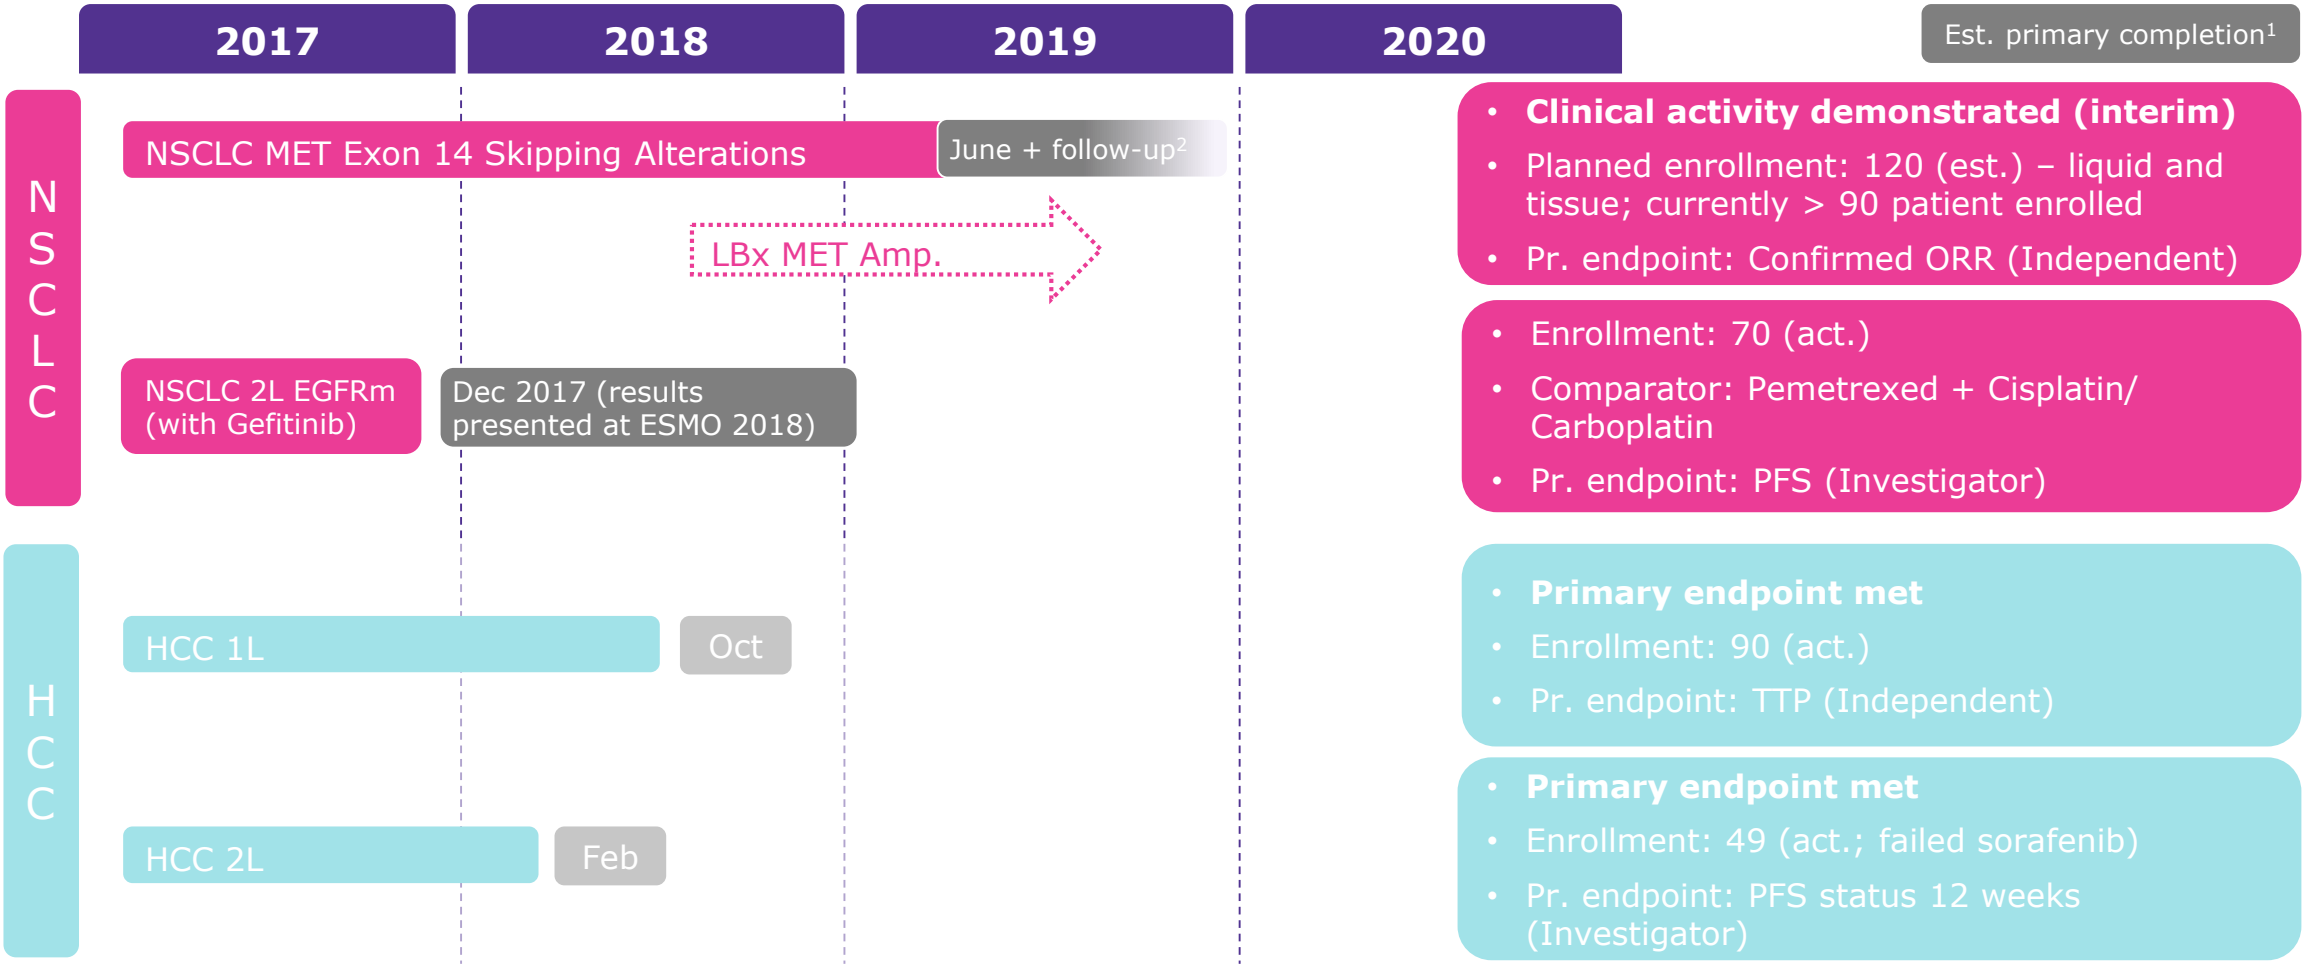 2017
2018
2019
2020
Est. primary completion¹
N
S
C
L
C
NSCLC MET Exon 14 Skipping Alterations
June + follow-up²
LBx MET Amp.
• Clinical activity demonstrated (interim)
• Planned enrollment: 120 (est.) – liquid and
tissue; currently > 90 patient enrolled
• Pr. endpoint: Confirmed ORR (Independent)
NSCLC 2L EGFRm
(with Gefitinib)
Dec 2017 (results
presented at ESMO 2018)
• Enrollment: 70 (act.)
• Comparator: Pemetrexed + Cisplatin/
Carboplatin
• Pr. endpoint: PFS (Investigator)
H
C
C
HCC 1L
Oct
• Primary endpoint met
• Enrollment: 90 (act.)
• Pr. endpoint: TTP (Independent)
HCC 2L
Feb
• Primary endpoint met
• Enrollment: 49 (act.; failed sorafenib)
• Pr. endpoint: PFS status 12 weeks
(Investigator)